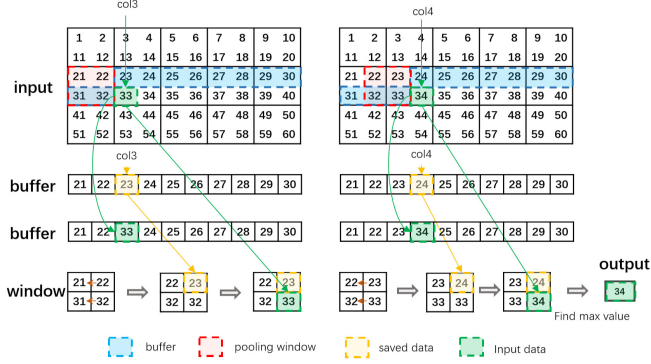 col3
col4
1 2 3 4 5 6 7 8 9 10
1 2 3 4 5 6 7 8 9 10
11 12 13 14 15 16 17 18 19 20
11 12 13 14 15 16 17 18 19 20
input
21 22 23 24 25 26 27 28 29 30
21 22 23 24 25 26 27 28 29 30
31 32 33 34 35 36 37 38 39 40
31 32 33 34 35 36 37 38 39 40
41 42 43 44 45 46 47 48 49 50
41 42 43 44 45 46 47 48 49 50
51 52 53 54 55 56 57 58 59 60
51 52 53 54 55 56 57 58 59 60
col3
col4
buffer
21 22 23 24 25 26 27 28 29 30
21 22 23 24 25 26 27 28 29 30
buffer
21 22 33 24 25 26 27 28 29 30
21 22 23 34 25 26 27 28 29 30
output
window
21 22
22 23
22 23
22 23
23 24
23 24
31 32
32 32
32 33
32 33
33 33
33 34
34
Find max value
buffer
pooling window
saved data
Input data